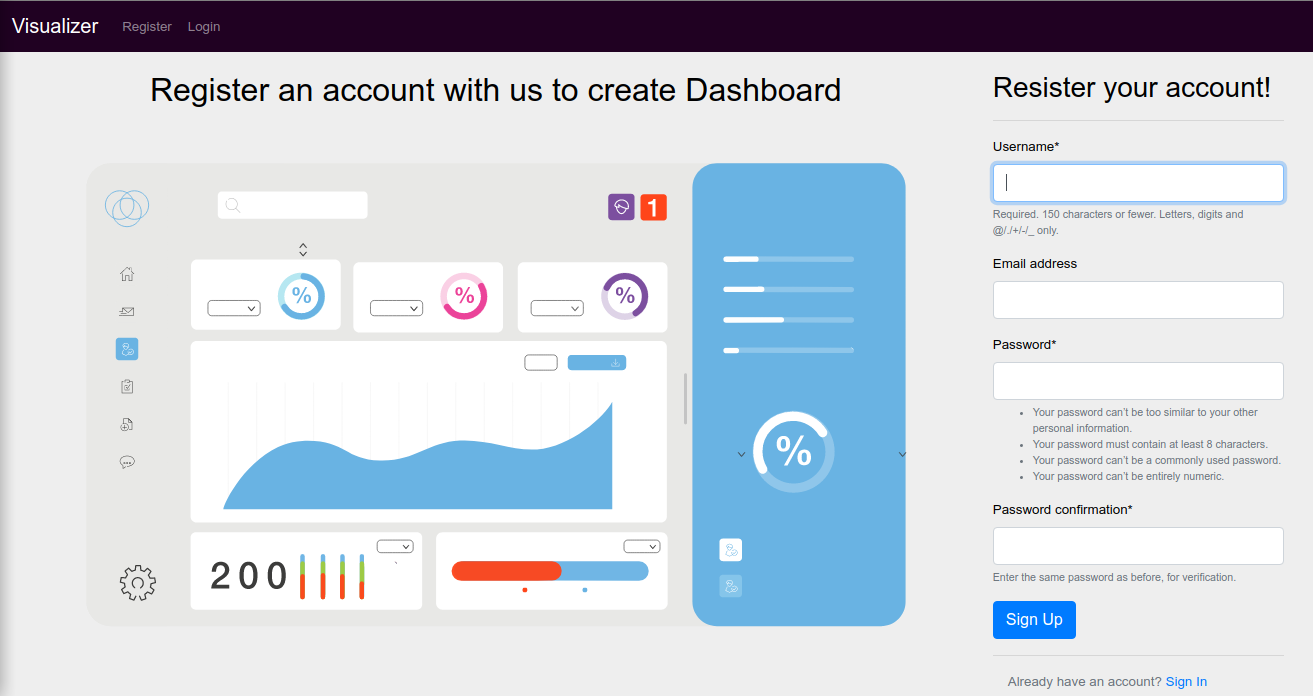 Visualizer Register Login
Register an account with us to create Dashboard
1
%
%
%
%
200
Resister your account!
Username*
Required. 150 characters or fewer. Letters, digits and
@/./+/-/_ only.
Email address
Password*
• Your password can't be too similar to your other
personal information.
• Your password must contain at least 8 characters.
• Your password can't be a commonly used password.
• Your password can't be entirely numeric.
Password confirmation*
Enter the same password as before, for verification.
Sign Up
Already have an account? Sign In